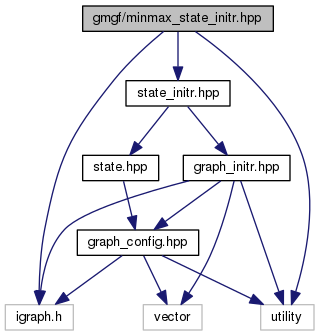 gmgf/minmax_state_initr.hpp
state_initr.hpp
state.hpp
graph_initr.hpp
graph_config.hpp
igraph.h
vector
utility